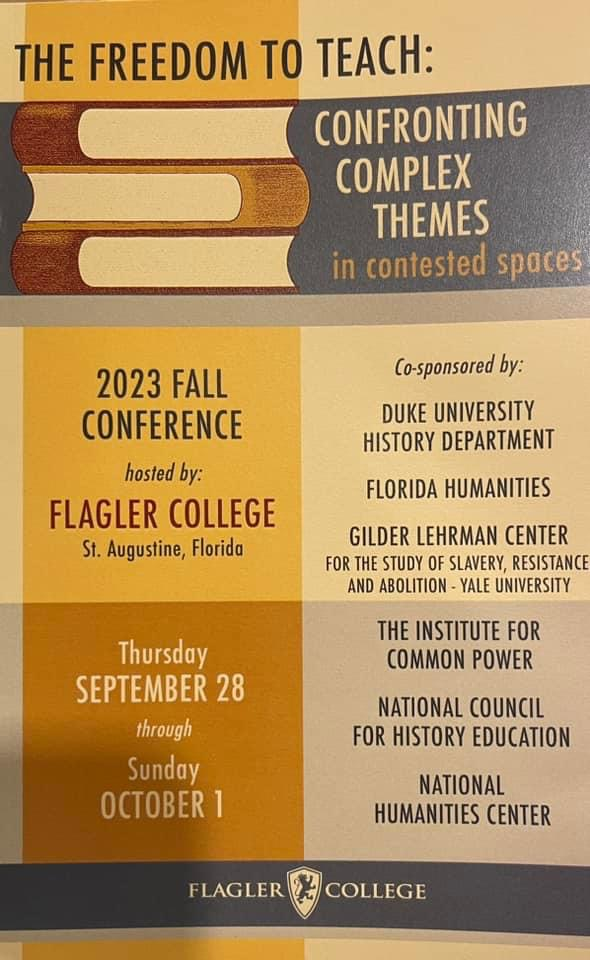 THE FREEDOM TO TEACH:
CONFRONTING
COMPLEX
THEMES
in contested spaces
2023 FALL
CONFERENCE
hosted by:
FLAGLER COLLEGE
St. Augustine, Florida
Thursday
SEPTEMBER 28
through
Sunday
OCTOBER 1
Co-sponsored by:
DUKE UNIVERSITY
HISTORY DEPARTMENT
FLORIDA HUMANITIES
GILDER LEHRMAN CENTER
FOR THE STUDY OF SLAVERY, RESISTANCE
AND ABOLITION - YALE UNIVERSITY
THE INSTITUTE FOR
COMMON POWER
NATIONAL COUNCIL
FOR HISTORY EDUCATION
NATIONAL
HUMANITIES CENTER
FLAGLER COLLEGE